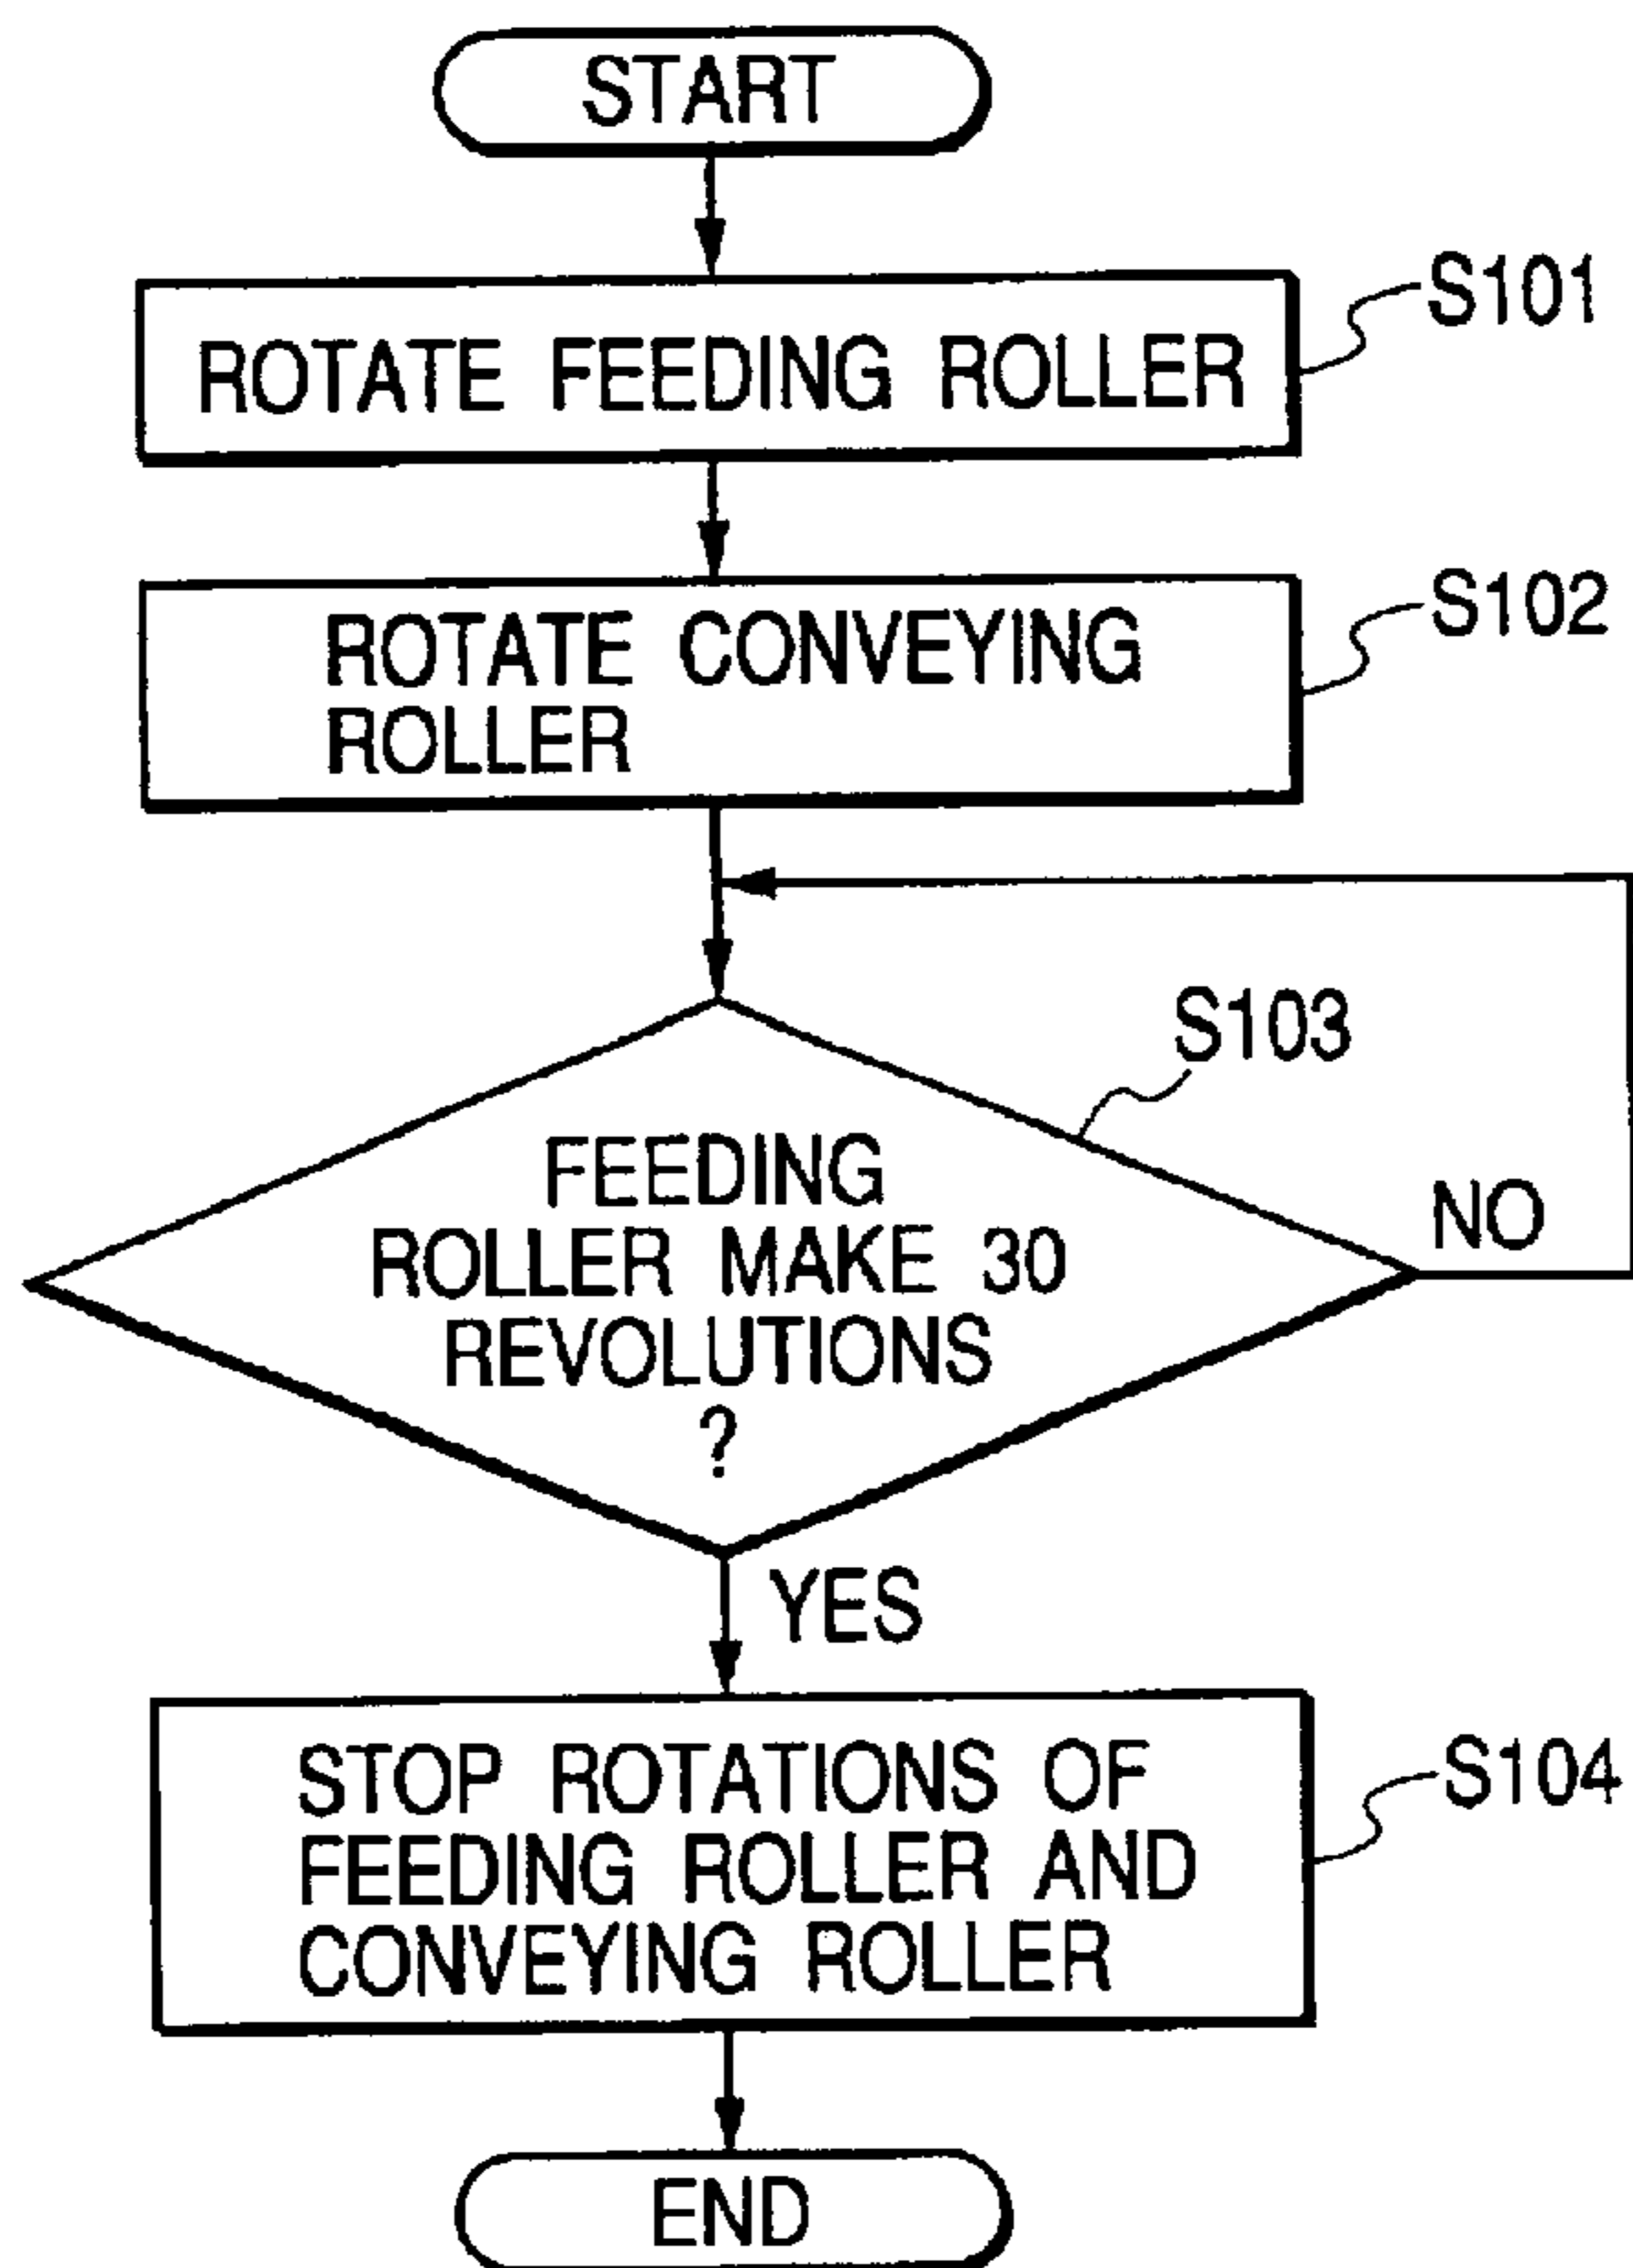 START
ROTATE FEEDING ROLLER
S101
ROTATE CONVEYING
ROLLER
S102
S103
FEEDING
ROLLER MAKE 30
REVOLUTIONS
?
NO
YES
STOP ROTATIONS OF
FEEDING ROLLER AND
CONVEYING ROLLER
S104
END